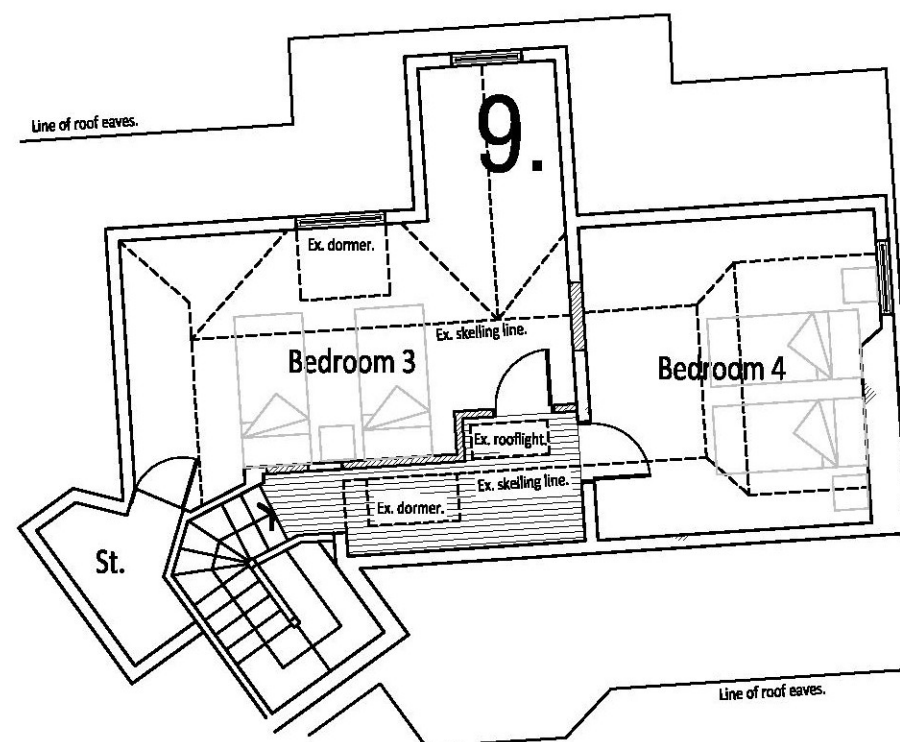 Line of roof eaves.
9.
Ex. dormer.
Ex. skelling line.
Bedroom 3
Bedroom 4
Ex. rooflight.
Ex. skelling line.
Ex. dormer.
St.
Line of roof eaves.